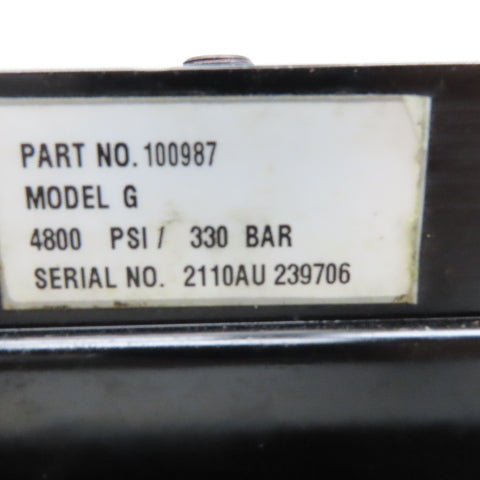 PART NO. 100987
MODEL G
4800 PSI / 330 BAR
SERIAL NO. 2110AU 239706